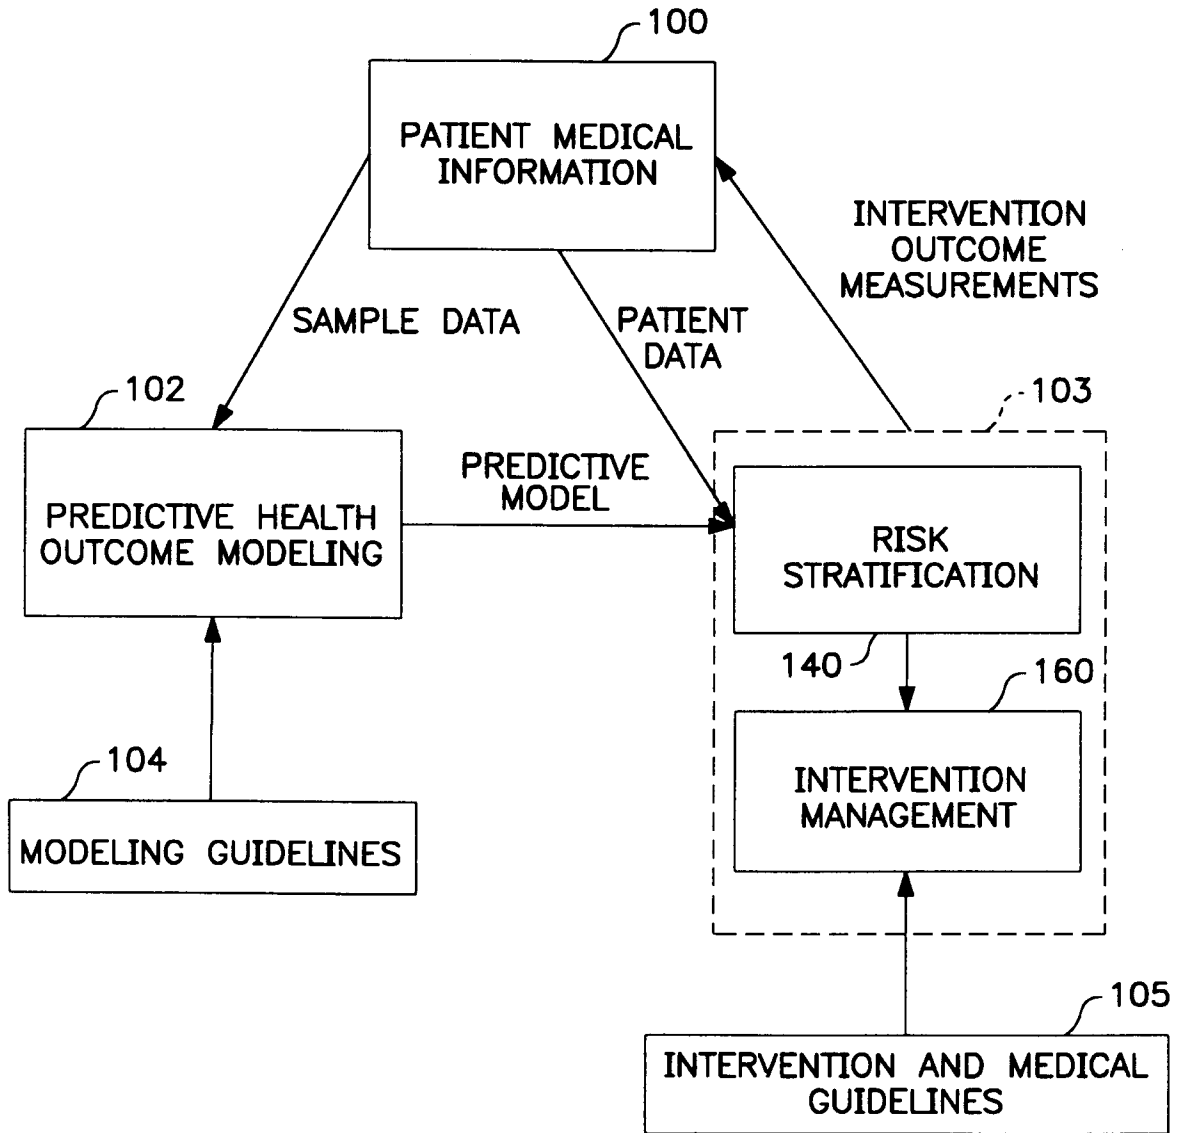 100
PATIENT MEDICAL
INFORMATION
INTERVENTION
OUTCOME
MEASUREMENTS
SAMPLE DATA
PATIENT
DATA
102
103
PREDICTIVE
MODEL
PREDICTIVE HEALTH
OUTCOME MODELING
RISK
STRATIFICATION
140
160
104
INTERVENTION
MANAGEMENT
MODELING GUIDELINES
105
INTERVENTION AND MEDICAL
GUIDELINES